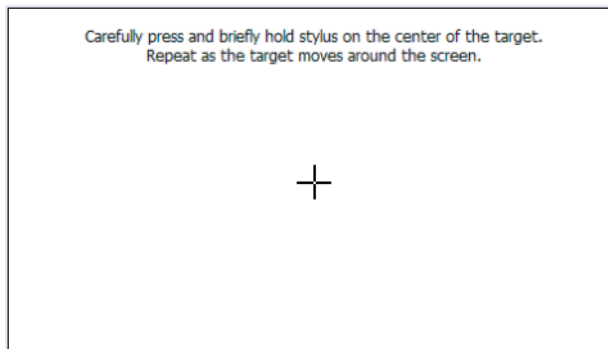 Carefully press and briefly hold stylus on the center of the target.
Repeat as the target moves around the screen.